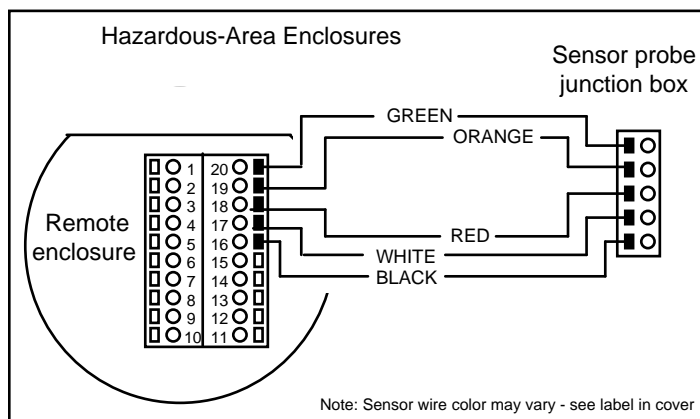 Hazardous-Area Enclosures
Sensor probe
junction box
GREEN
ORANGE
Remote
enclosure
1 20
2 19
3 18
4 17
5 16
6 15
7 14
8 13
9 12
10 11
RED
WHITE
BLACK
Note: Sensor wire color may vary - see label in cover